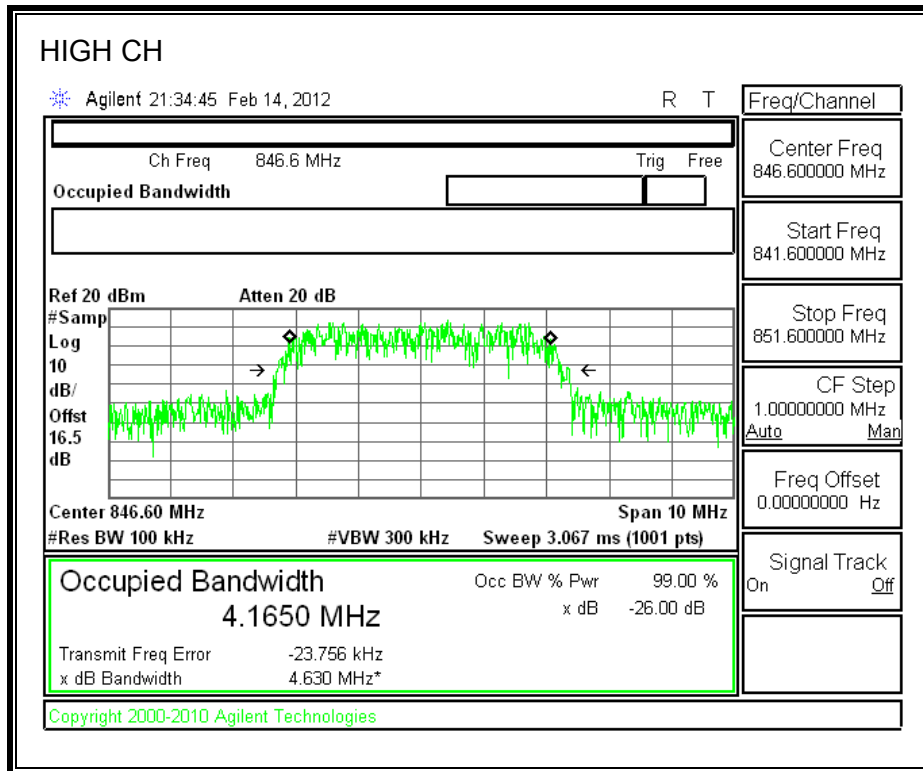 HIGH CH
Agilent 21:34:45 Feb 14, 2012 R T
Freq/Channel
Ch Freq 846.6 MHz Trig Free
Occupied Bandwidth
Center Freq
846.600000 MHz
Start Freq
841.600000 MHz
Stop Freq
851.600000 MHz
CF Step
1.00000000 MHz
Auto Man
Freq Offset
0.00000000 Hz
Signal Track
On Off
Ref 20 dBm Atten 20 dB
#Samp
Log
10
dB/
Offst
16.5
dB
Center 846.60 MHz Span 10 MHz
#Res BW 100 kHz #VBW 300 kHz Sweep 3.067 ms (1001 pts)
Occupied Bandwidth Occ BW % Pwr 99.00 %
4.1650 MHz x dB -26.00 dB
Transmit Freq Error -23.756 kHz
x dB Bandwidth 4.630 MHz*
Copyright 2000-2010 Agilent Technologies